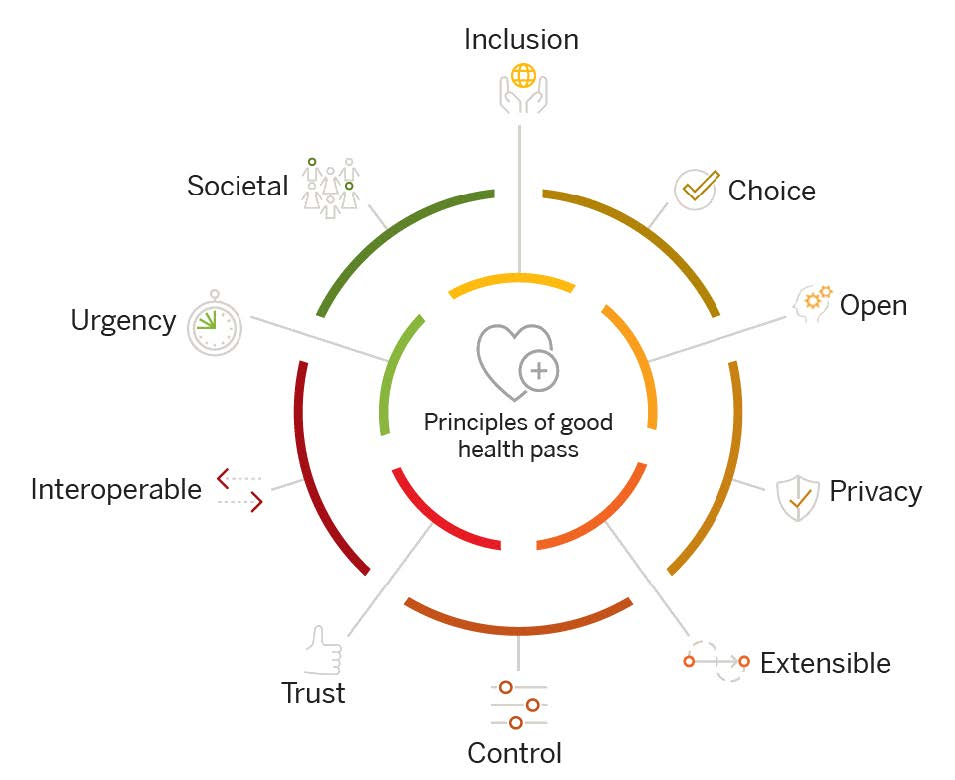 Inclusion
Societal
Choice
Urgency
Open
Principles of good
health pass
Interoperable
Privacy
Extensible
Trust
Control